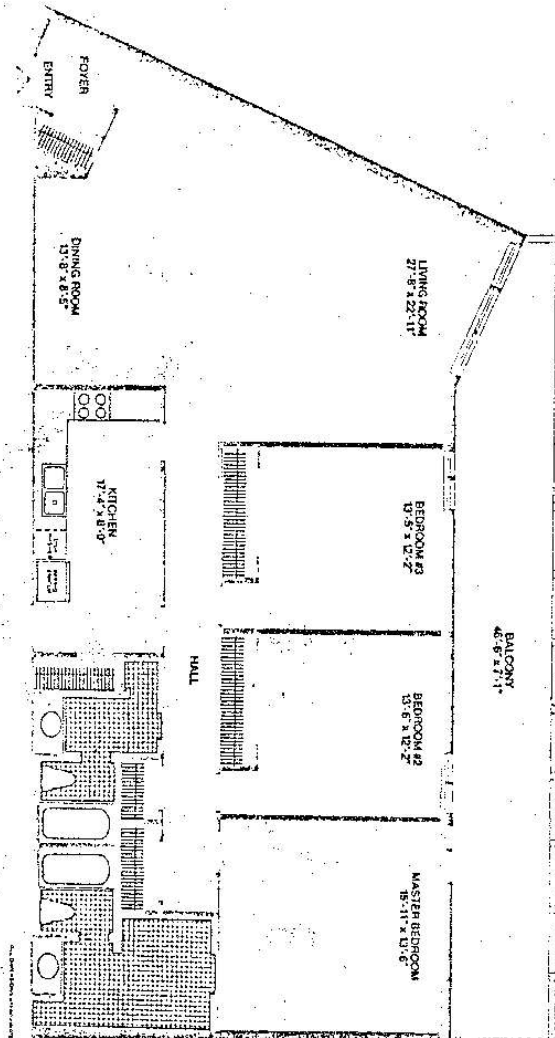 FOYER
ENTRY
DINING ROOM
13'-8" x 8'-5"
LIVING ROOM
27'-8" x 22'-11"
KITCHEN
17'-4" x 8'-0"
BEDROOM #3
13'-5" x 12'-2"
BALCONY
46'-6" x 7'-1"
HALL
BEDROOM #2
13'-6" x 12'-2"
MASTER BEDROOM
15'-11" x 13'-6"